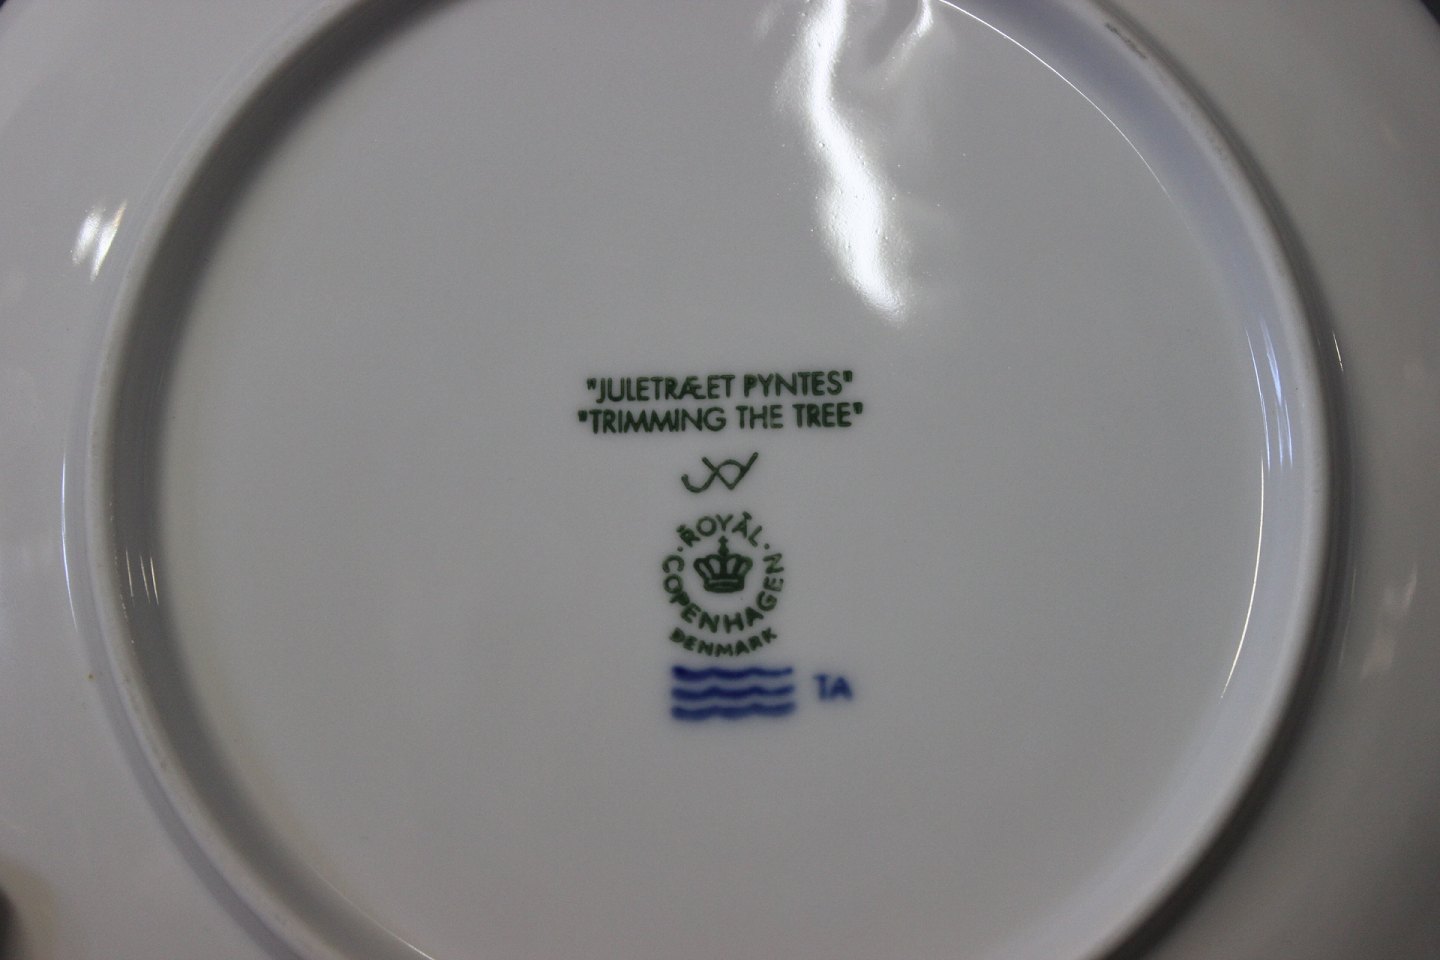 "JULETRÆET PYNTES"
"TRIMMING THE TREE"
ROYAL
COPENHAGEN
DENMARK
TA